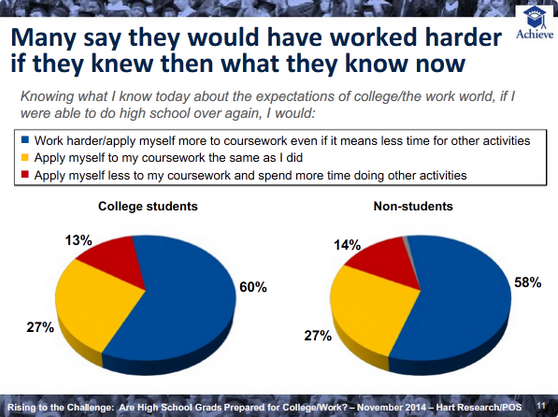 Achieve
Many say they would have worked harder
if they knew then what they know now
Knowing what I know today about the expectations of college/the work world, if I
were able to do high school over again, I would:
Work harder/apply myself more to coursework even if it means less time for other activities
Apply myself to my coursework the same as I did
Apply myself less to my coursework and spend more time doing other activities
College students
Non-students
13%
60%
27%
14%
58%
27%
Rising to the Challenge: Are High School Grads Prepared for College/Work? – November 2014 – Hart Research/POS
11